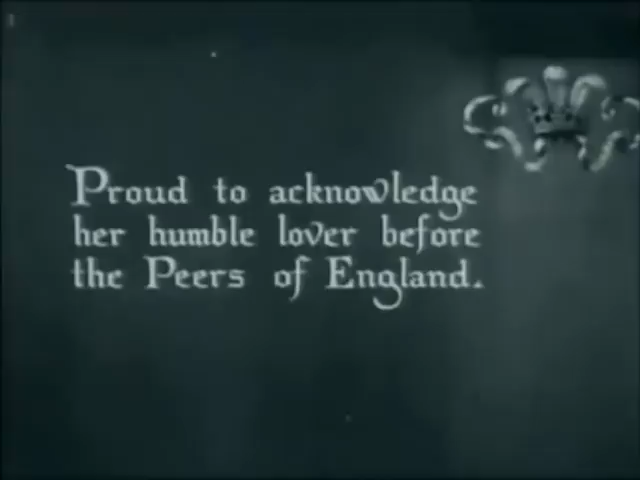 Proud to acknowledge
her humble lover before
the Peers of England.